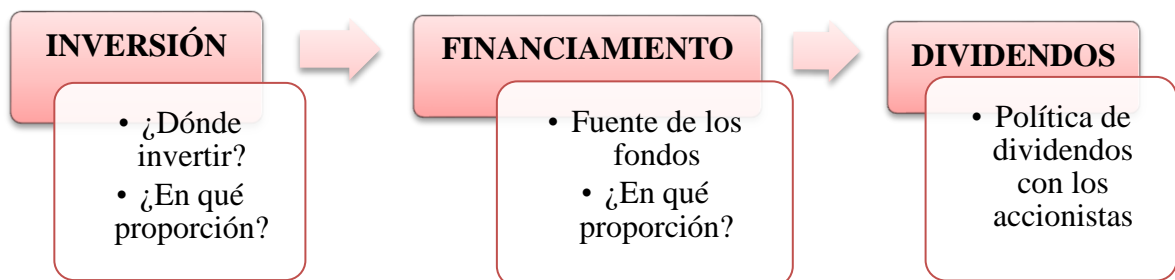 INVERSIÓN
• ¿Dónde
invertir?
• ¿En qué
proporción?
FINANCIAMIENTO
• Fuente de los
fondos
• ¿En qué
proporción?
DIVIDENDOS
• Política de
dividendos
con los
accionistas